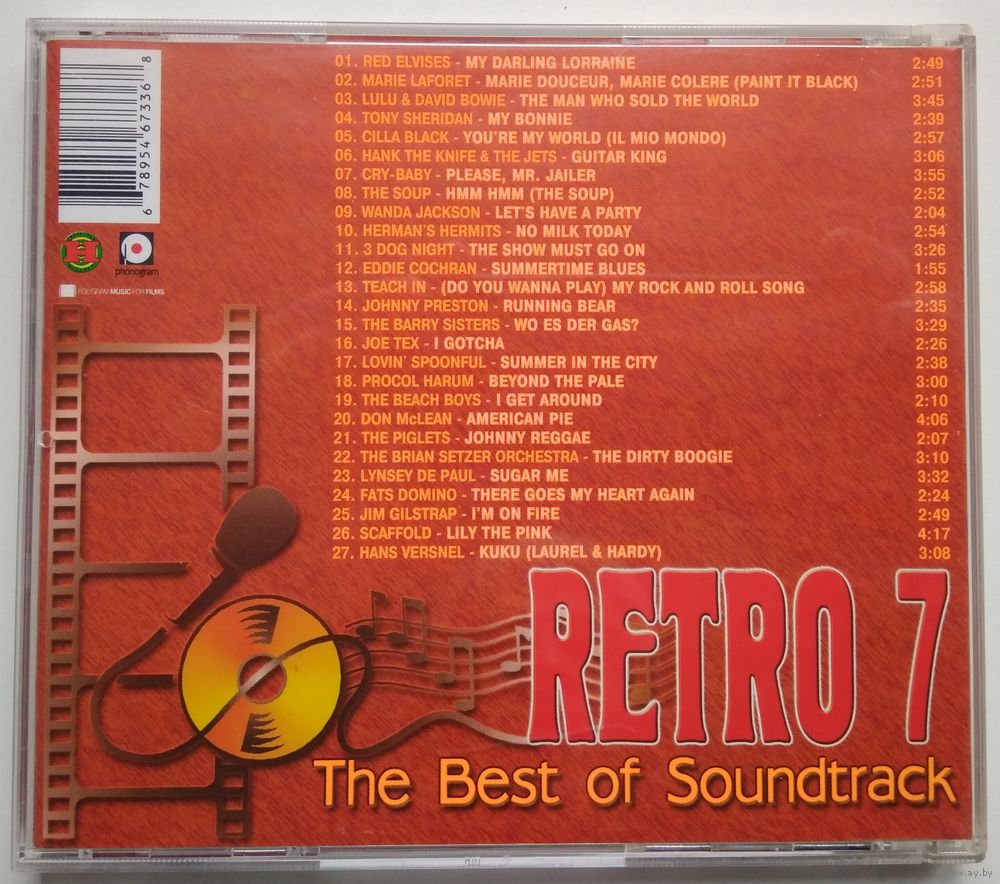 01. RED ELVISES - MY DARLING LORRAINE 2:49
02. MARIE LAFORET - MARIE DOUCEUR, MARIE COLERE (PAINT IT BLACK) 2:51
03. LULU & DAVID BOWIE - THE MAN WHO SOLD THE WORLD 3:45
04. TONY SHERIDAN - MY BONNIE 2:39
05. CILLA BLACK - YOU'RE MY WORLD (IL MIO MONDO) 2:57
06. HANK THE KNIFE & THE JETS - GUITAR KING 3:06
07. CRY-BABY - PLEASE, MR. JAILER 3:55
08. THE SOUP - HMM HMM (THE SOUP) 2:52
09. WANDA JACKSON - LET'S HAVE A PARTY 2:04
10. HERMAN'S HERMITS - NO MILK TODAY 2:54
11. 3 DOG NIGHT - THE SHOW MUST GO ON 3:26
12. EDDIE COCHRAN - SUMMERTIME BLUES 1:55
13. TEACH IN - (DO YOU WANNA PLAY) MY ROCK AND ROLL SONG 2:58
14. JOHNNY PRESTON - RUNNING BEAR 2:35
15. THE BARRY SISTERS - WO ES DER GAS? 3:29
16. JOE TEX - I GOTCHA 2:26
17. LOVIN' SPOONFUL - SUMMER IN THE CITY 2:38
18. PROCOL HARUM - BEYOND THE PALE 3:00
19. THE BEACH BOYS - I GET AROUND 2:10
20. DON McLEAN - AMERICAN PIE 4:06
21. THE PIGLETS - JOHNNY REGGAE 2:07
22. THE BRIAN SETZER ORCHESTRA - THE DIRTY BOOGIE 3:10
23. LYNSEY DE PAUL - SUGAR ME 3:32
24. FATS DOMINO - THERE GOES MY HEART AGAIN 2:24
25. JIM GILSTRAP - I'M ON FIRE 2:49
26. SCAFFOLD - LILY THE PINK 4:17
27. HANS VERSNEL - KUKU (LAUREL & HARDY) 3:08
6 78954 67336 8
H
P
phonogram
POLYGRAM MUSIC FOR FILMS
RETRO 7
The Best of Soundtrack
www.ay.by